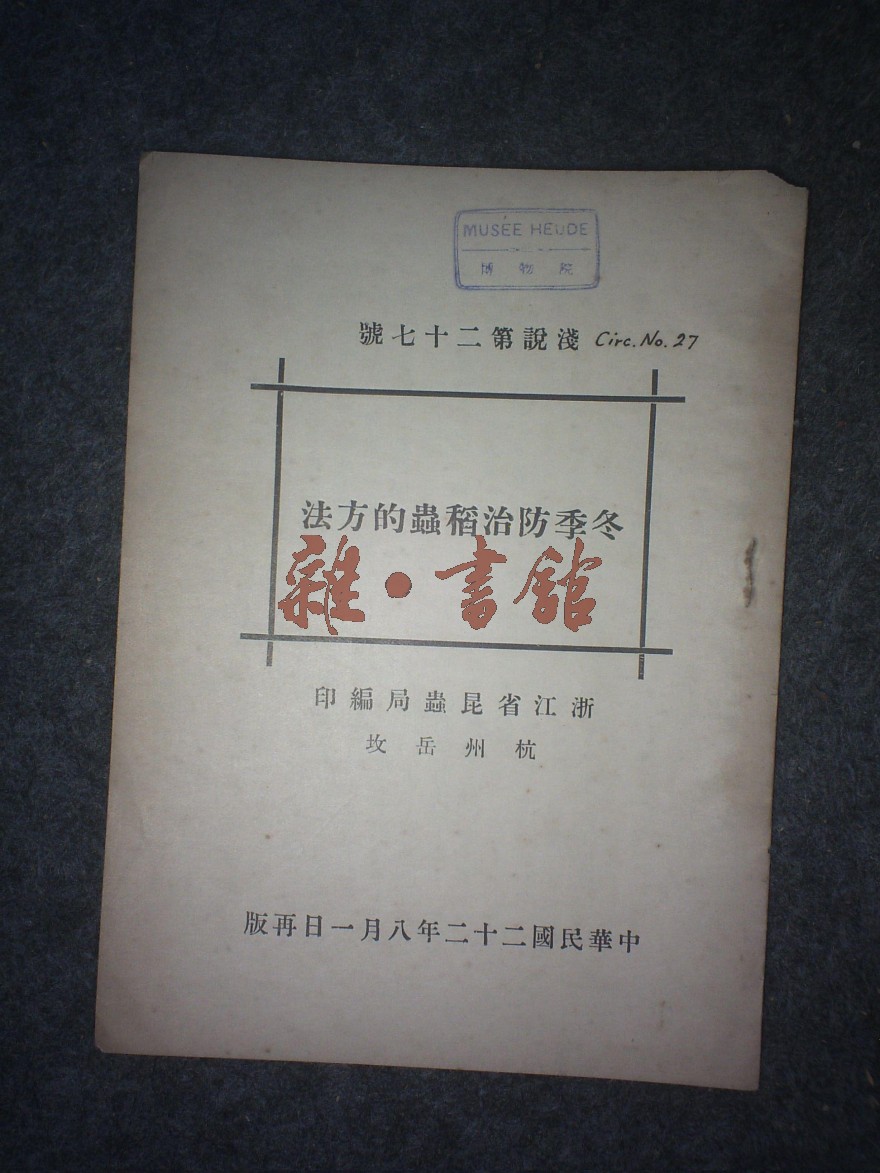 MUSÉE HEUDE
博物院
淺說第二十七號 Circ. No. 27
冬季防治稻蟲的方法
雜•書館
浙江省昆蟲局編印
杭州岳坟
中華民國二十二年八月一日再版